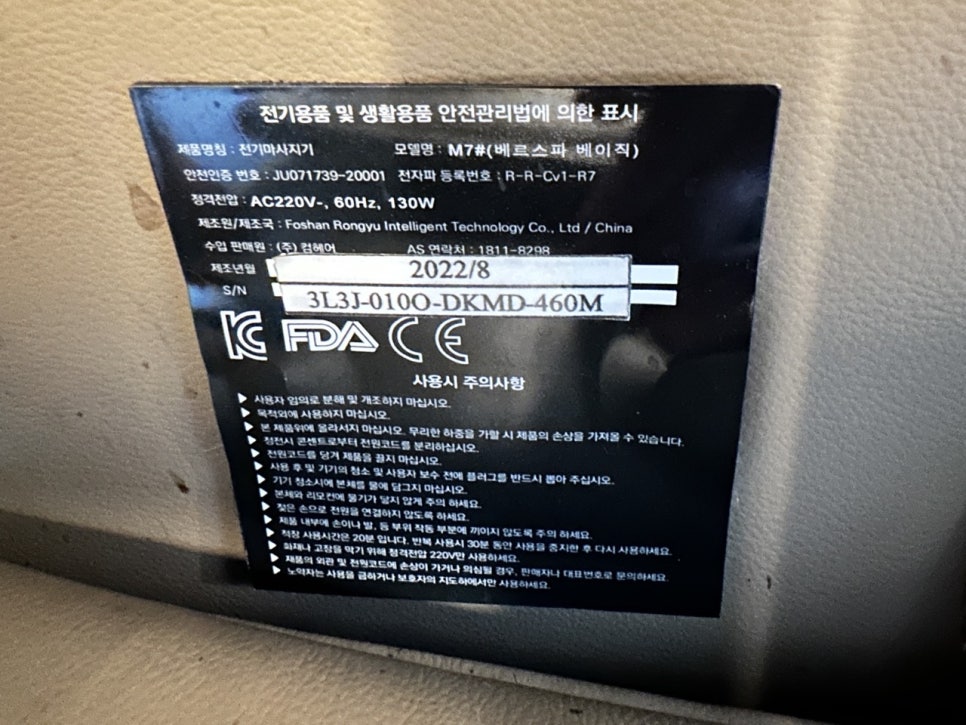 전기용품 및 생활용품 안전관리법에 의한 표시
제품명칭 : 전기마사지기 모델명 : M7#(베르스파 베이직)
안전인증 번호 : JU071739-20001 전자파 등록번호 : R-R-Cv1-R7
정격전압 : AC220V~, 60Hz, 130W
제조원/제조국 : Foshan Rongyu Intelligent Technology Co., Ltd / China
수입 판매원 : (주) 컴헤어 AS 연락처 : 1811-8298
제조년월 2022/8
S/N 3L3J-010O-DKMD-460M
KC FDA CE
사용시 주의사항
▶ 사용자 임의로 분해 및 개조하지 마십시오.
▶ 목적외에 사용하지 마십시오.
▶ 본 제품위에 올라서지 마십시오. 무리한 하중을 가할 시 제품의 손상을 가져올 수 있습니다.
▶ 정전시 콘센트로부터 전원코드를 분리하십시오.
▶ 전원코드를 당겨 제품을 끌지 마십시오.
▶ 사용 후 및 기기의 청소 및 사용자 보수 전에 플러그를 반드시 뽑아 주십시오.
▶ 기기 청소시에 본체를 물에 담그지 마십시오.
▶ 본체와 리모컨에 물기가 닿지 않게 주의 하세요.
▶ 젖은 손으로 전원을 연결하지 않도록 하세요.
▶ 제품 내부에 손이나 발, 등 부위 작동 부분에 끼이지 않도록 주의 하세요.
▶ 적정 사용시간은 20분 입니다. 반복 사용시 30분 동안 사용을 중지한 후 다시 사용하세요.
▶ 화재나 고장을 막기 위해 정격전압 220V만 사용하세요.
▶ 제품의 외관 및 전원코드에 손상이 가거나 의심될 경우, 판매자나 대표번호로 문의하세요.
▶ 노약자는 사용을 금하거나 보호자의 지도하에서만 사용하세요.